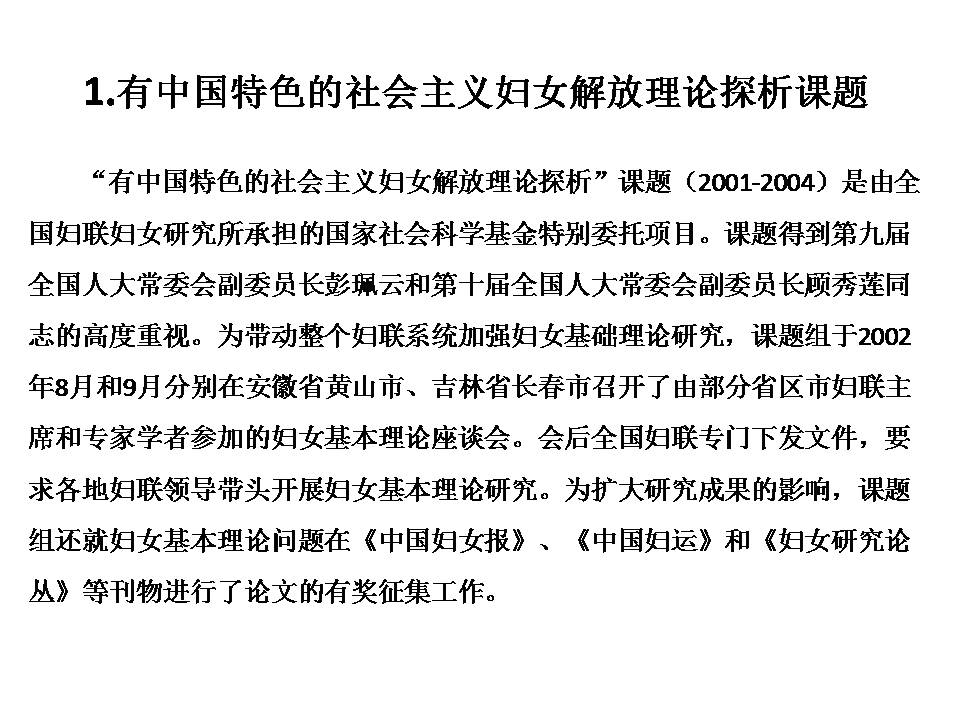 1.有中国特色的社会主义妇女解放理论探析课题
“有中国特色的社会主义妇女解放理论探析”课题（2001-2004）是由全
国妇联妇女研究所承担的国家社会科学基金特别委托项目。课题得到第九届
全国人大常委会副委员长彭珮云和第十届全国人大常委会副委员长顾秀莲同
志的高度重视。为带动整个妇联系统加强妇女基础理论研究，课题组于2002
年8月和9月分别在安徽省黄山市、吉林省长春市召开了由部分省区市妇联主
席和专家学者参加的妇女基本理论座谈会。会后全国妇联专门下发文件，要
求各地妇联领导带头开展妇女基本理论研究。为扩大研究成果的影响，课题
组还就妇女基本理论问题在《中国妇女报》、《中国妇运》和《妇女研究论
丛》等刊物进行了论文的有奖征集工作。